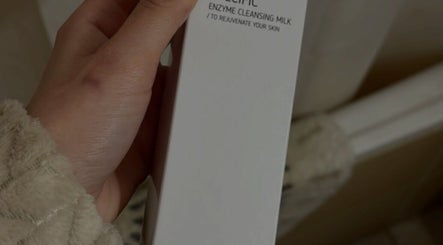 ENZYME CLEANSING MILK
/ TO REJUVENATE YOUR SKIN